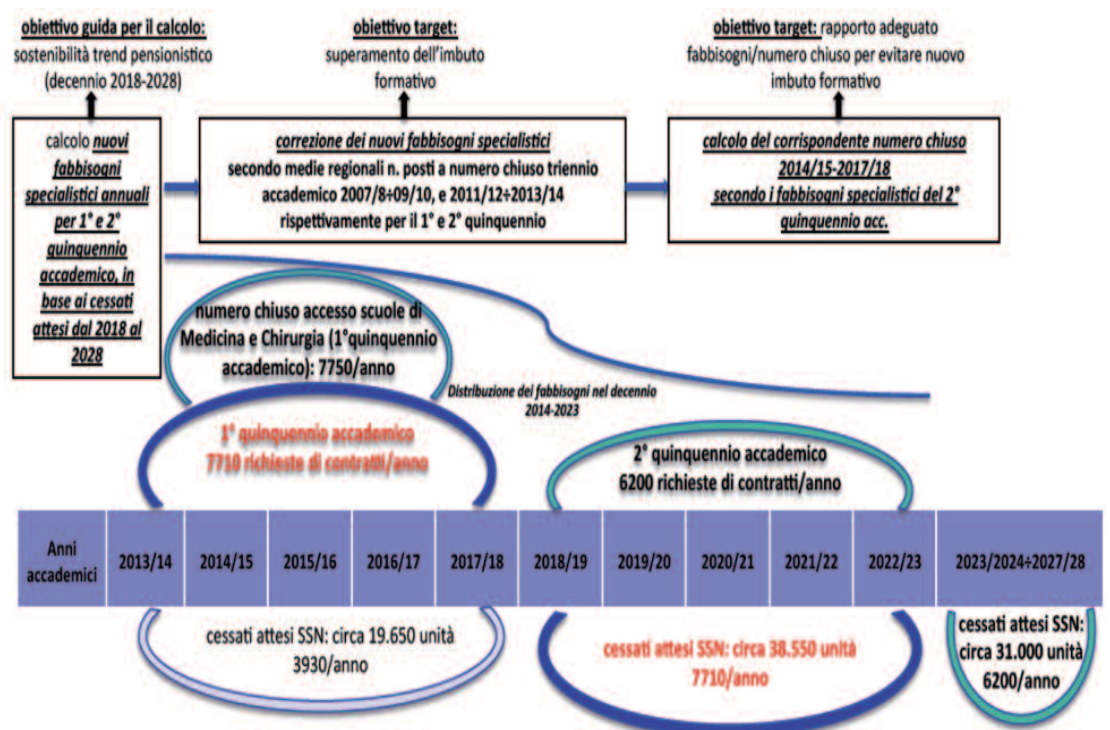 obiettivo guida per il calcolo:
sostenibilità trend pensionistico
(decennio 2018-2028)
obiettivo target:
superamento dell'imbuto
formativo
obiettivo target: rapporto adeguato
fabbisogni/numero chiuso per evitare nuovo
imbuto formativo
calcolo nuovi
fabbisogni
specialistici annuali
per 1° e 2°
quinquennio
accademico, in
base ai cessati
attesi dal 2018 al
2028
correzione dei nuovi fabbisogni specialistici
secondo medie regionali n. posti a numero chiuso triennio
accademico 2007/8÷09/10, e 2011/12÷2013/14
rispettivamente per il 1° e 2° quinquennio
calcolo del corrispondente numero chiuso
2014/15-2017/18
secondo i fabbisogni specialistici del 2°
quinquennio acc.
numero chiuso accesso scuole di
Medicina e Chirurgia (1°quinquennio
accademico): 7750/anno
Distribuzione dei fabbisogni nel decennio
2014-2023
1° quinquennio accademico
7710 richieste di contratti/anno
2° quinquennio accademico
6200 richieste di contratti/anno
Anni
accademici
2013/14
2014/15
2015/16
2016/17
2017/18
2018/19
2019/20
2020/21
2021/22
2022/23
2023/2024÷2027/28
cessati attesi SSN: circa 19.650 unità
3930/anno
cessati attesi SSN: circa 38.550 unità
7710/anno
cessati attesi SSN:
circa 31.000 unità
6200/anno